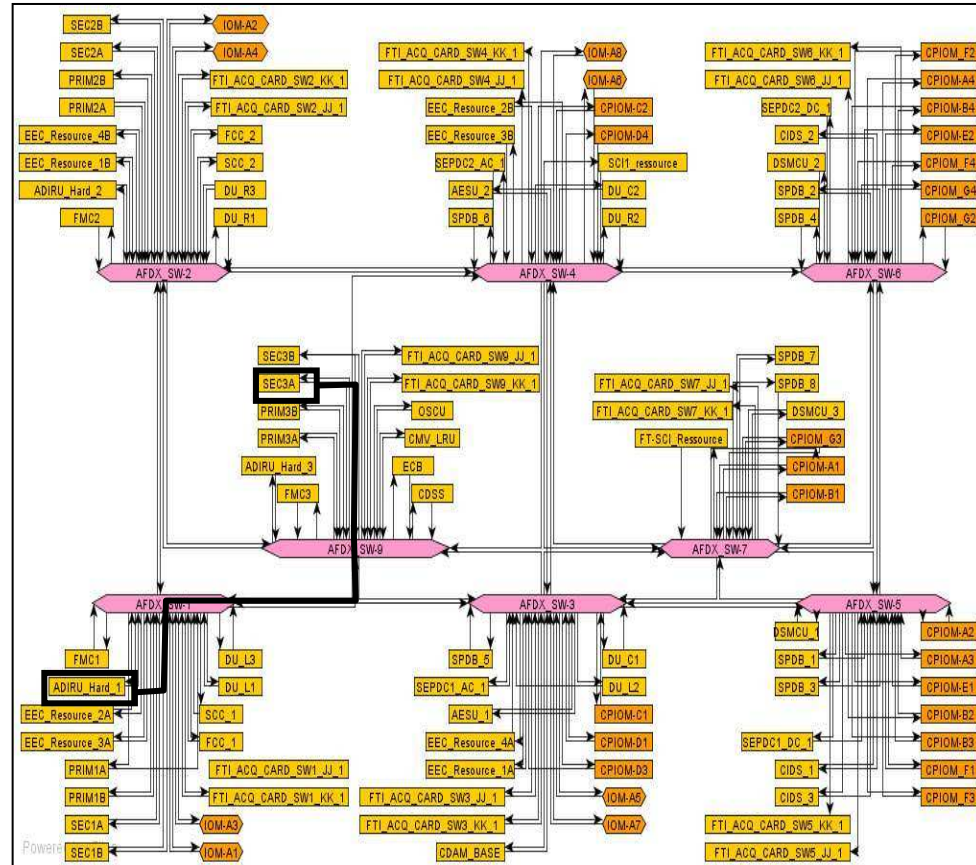 SEC2B
SEC2A
PRIM2B
PRIM2A
EEC_Resource_4B
EEC_Resource_1B
ADIRU_Hard_2
FMC2
IOM-A2
IOM-A4
FTI_ACQ_CARD_SW2_KK_1
FTI_ACQ_CARD_SW2_JJ_1
FCC_2
SCC_2
DU_R3
DU_R1
AFDX_SW-2
FTI_ACQ_CARD_SW4_KK_1
FTI_ACQ_CARD_SW4_JJ_1
EEC_Resource_2B
EEC_Resource_3B
SEPDC2_AC_1
AESU_2
SPDB_6
IOM-A8
IOM-A6
CPIOM-C2
CPIOM-D4
SCI1_ressource
DU_C2
DU_R2
AFDX_SW-4
FTI_ACQ_CARD_SW6_KK_1
FTI_ACQ_CARD_SW6_JJ_1
SEPDC2_DC_1
CIDS_2
DSMCU_2
SPDB_2
SPDB_4
CPIOM_F2
CPIOM-A4
CPIOM-B4
CPIOM-E2
CPIOM_F4
CPIOM_G4
CPIOM_G2
AFDX_SW-6
SEC3B
SEC3A
PRIM3B
PRIM3A
ADIRU_Hard_3
FMC3
FTI_ACQ_CARD_SW9_JJ_1
FTI_ACQ_CARD_SW9_KK_1
OSCU
CMV_LRU
ECB
CDSS
AFDX_SW-9
FTI_ACQ_CARD_SW7_JJ_1
FTI_ACQ_CARD_SW7_KK_1
FT-SCI_Ressource
SPDB_7
SPDB_8
DSMCU_3
CPIOM_G3
CPIOM-A1
CPIOM-B1
AFDX_SW-7
AFDX_SW-1
FMC1
ADIRU_Hard_1
EEC_Resource_2A
EEC_Resource_3A
PRIM1A
PRIM1B
SEC1A
SEC1B
DU_L3
DU_L1
SCC_1
FCC_1
FTI_ACQ_CARD_SW1_JJ_1
FTI_ACQ_CARD_SW1_KK_1
IOM-A3
IOM-A1
AFDX_SW-3
SPDB_5
SEPDC1_AC_1
AESU_1
EEC_Resource_4A
EEC_Resource_1A
FTI_ACQ_CARD_SW3_JJ_1
FTI_ACQ_CARD_SW3_KK_1
CDAM_BASE
DU_C1
DU_L2
CPIOM-C1
CPIOM-D1
CPIOM-D3
IOM-A5
IOM-A7
AFDX_SW-5
DSMCU_1
SPDB_1
SPDB_3
SEPDC1_DC_1
CIDS_1
CIDS_3
FTI_ACQ_CARD_SW5_KK_1
FTI_ACQ_CARD_SW5_JJ_1
CPIOM-A2
CPIOM-A3
CPIOM-E1
CPIOM-B2
CPIOM-B3
CPIOM_F1
CPIOM_F3